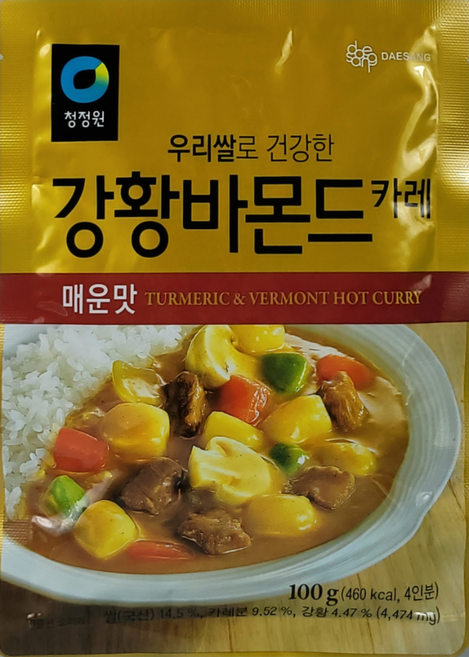 daesang DAESANG
청정원
우리쌀로 건강한
강황바몬드 카레
매운맛 TURMERIC & VERMONT HOT CURRY
100g (460 kcal, 4인분)
쌀(국산) 14.5 %, 카레분 9.52 %, 강황 4.47 % (4,474 mg)